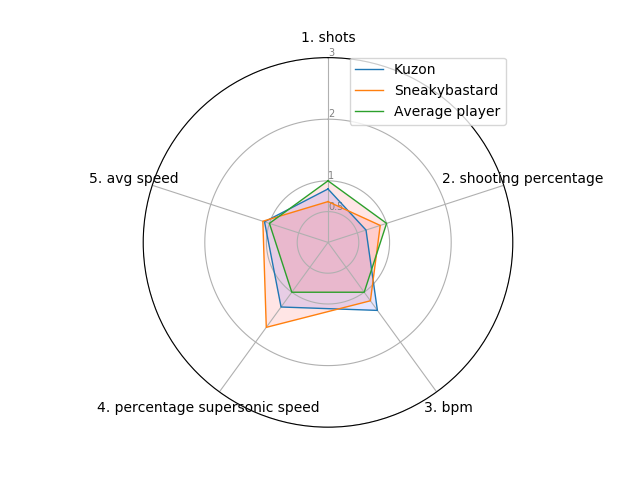 1. shots
3
Kuzon
Sneakybastard
Average player
2
1
5. avg speed
2. shooting percentage
0.5
4. percentage supersonic speed
3. bpm